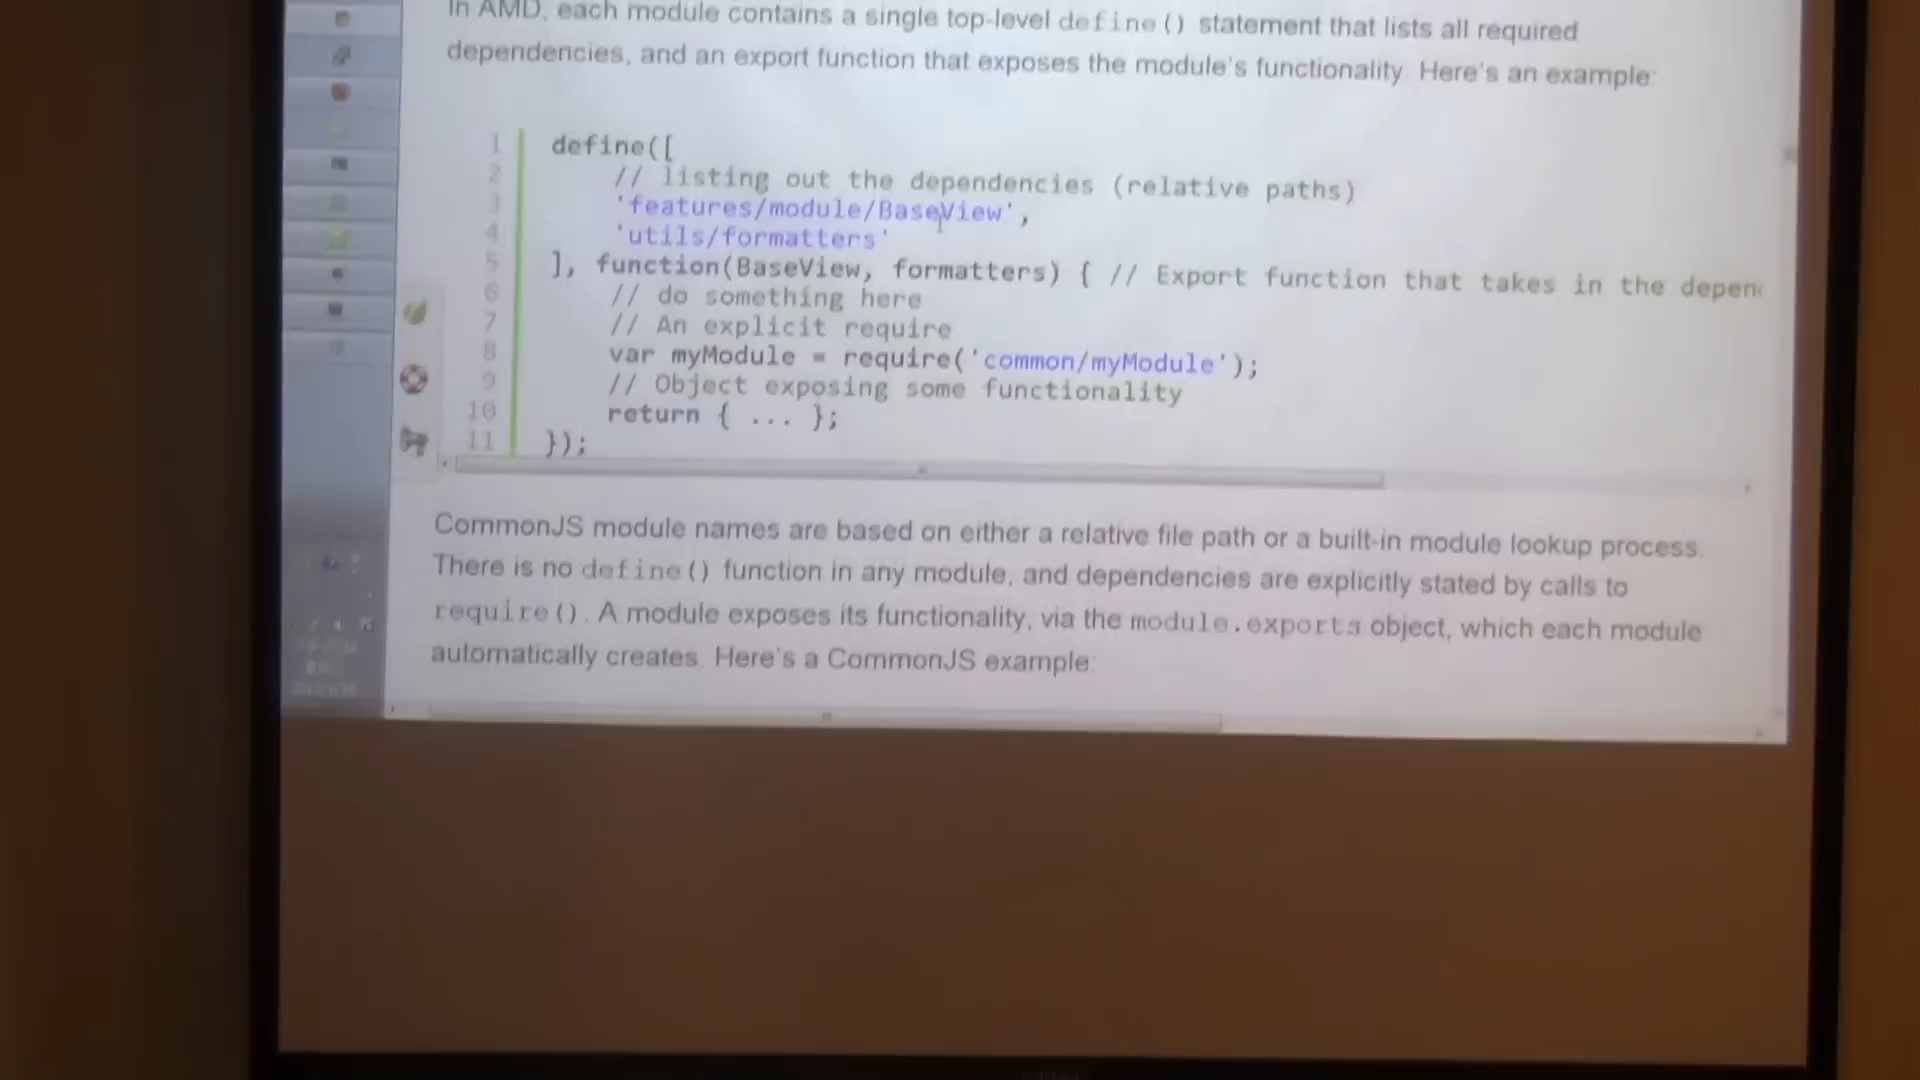 In AMD, each module contains a single top-level define() statement that lists all required
dependencies, and an export function that exposes the module's functionality. Here's an example:
1 define([
2 // listing out the dependencies (relative paths)
3 'features/module/BaseView',
4 'utils/formatters'
5 ], function(BaseView, formatters) { // Export function that takes in the depen
6 // do something here
7 // An explicit require
8 var myModule = require('common/myModule');
9 // Object exposing some functionality
10 return { ... };
11 });
CommonJS module names are based on either a relative file path or a built-in module lookup process.
There is no define() function in any module, and dependencies are explicitly stated by calls to
require(). A module exposes its functionality, via the module.exports object, which each module
automatically creates. Here's a CommonJS example: